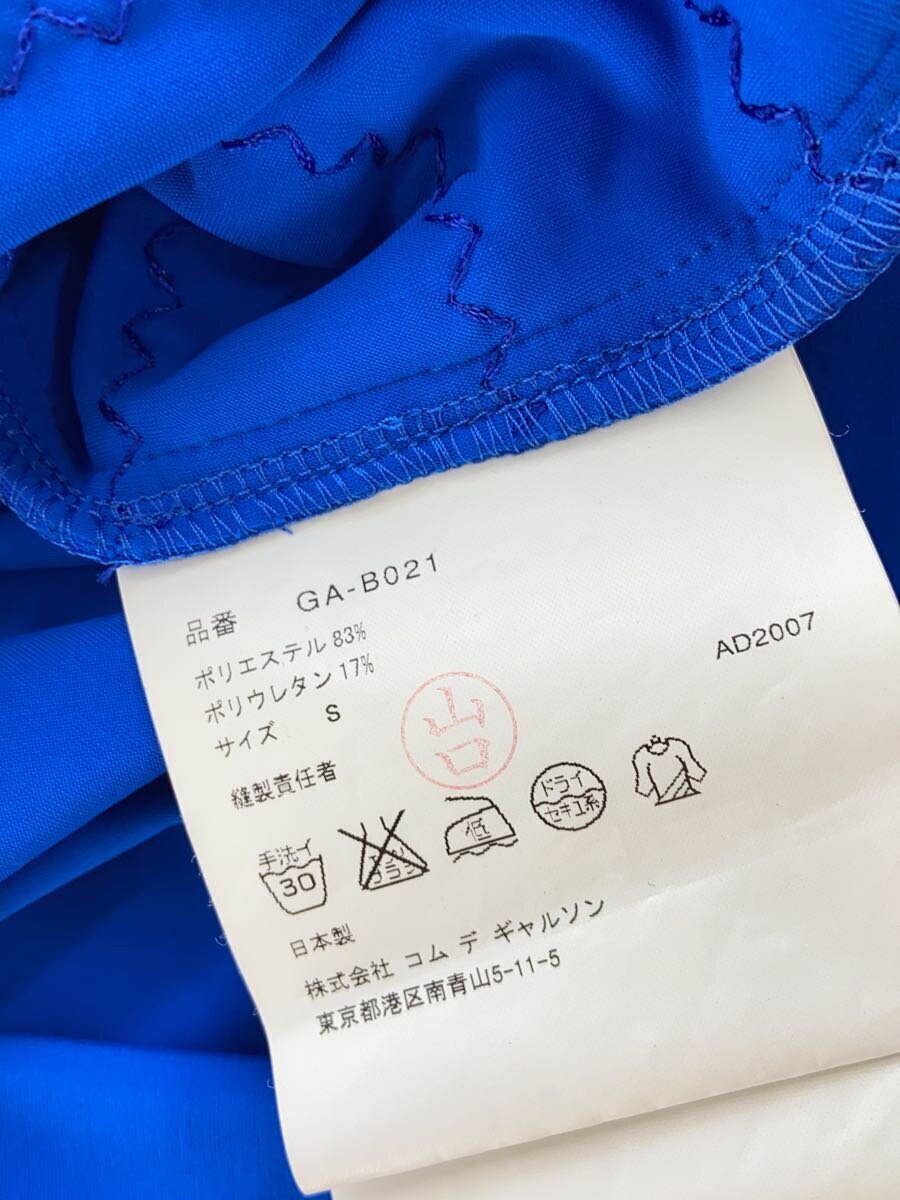 品番 GA-B021
ポリエステル 83%
ポリウレタン 17%
AD2007
サイズ S
山口
縫製責任者
手洗イ
30
低
ドライ
セキユ系
日本製
株式会社 コム デ ギャルソン
東京都港区南青山5-11-5